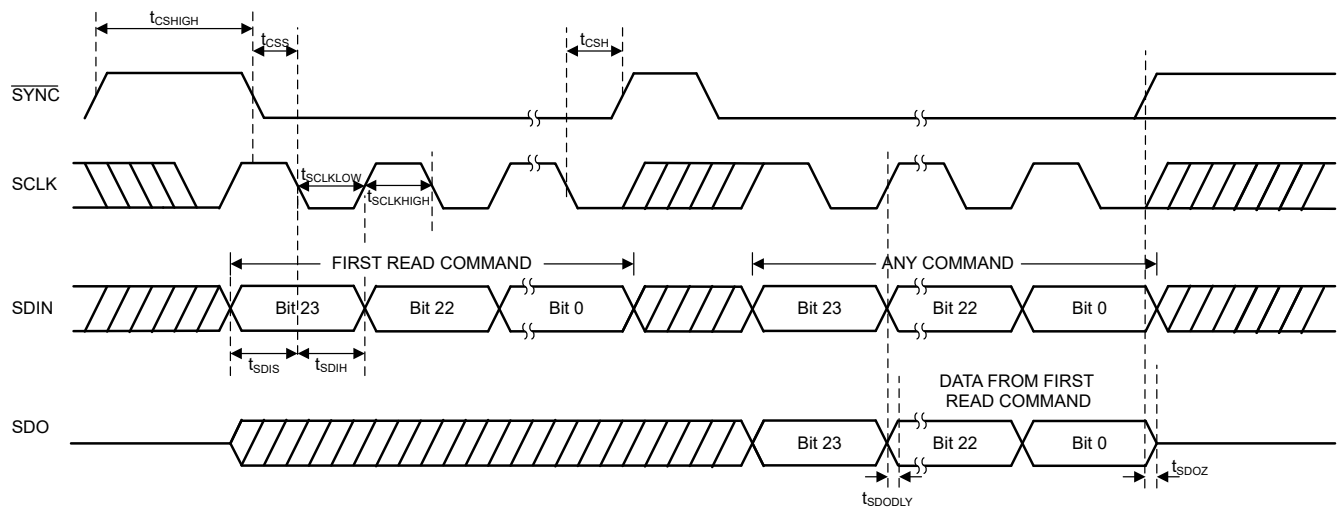 tCSHIGH
tCSS
tCSH
SYNC
SCLK
tSCLKLOW
tSCLKHIGH
FIRST READ COMMAND
ANY COMMAND
SDIN
Bit 23
Bit 22
Bit 0
Bit 23
Bit 22
Bit 0
tSDIS
tSDIH
DATA FROM FIRST
READ COMMAND
SDO
Bit 23
Bit 22
Bit 0
tSDODLY
tSDOZ